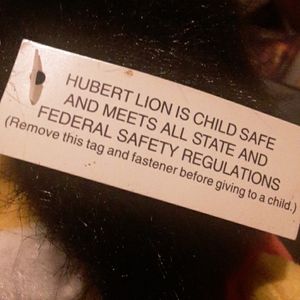 HUBERT LION IS CHILD SAFE
AND MEETS ALL STATE AND
FEDERAL SAFETY REGULATIONS
(Remove this tag and fastener before giving to a child.)